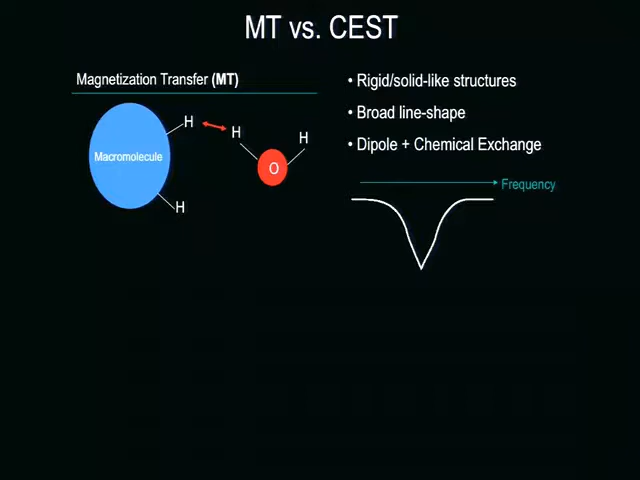 MT vs. CEST
Magnetization Transfer (MT)
• Rigid/solid-like structures
• Broad line-shape
• Dipole + Chemical Exchange
H
H
H
Macromolecule
O
H
Frequency